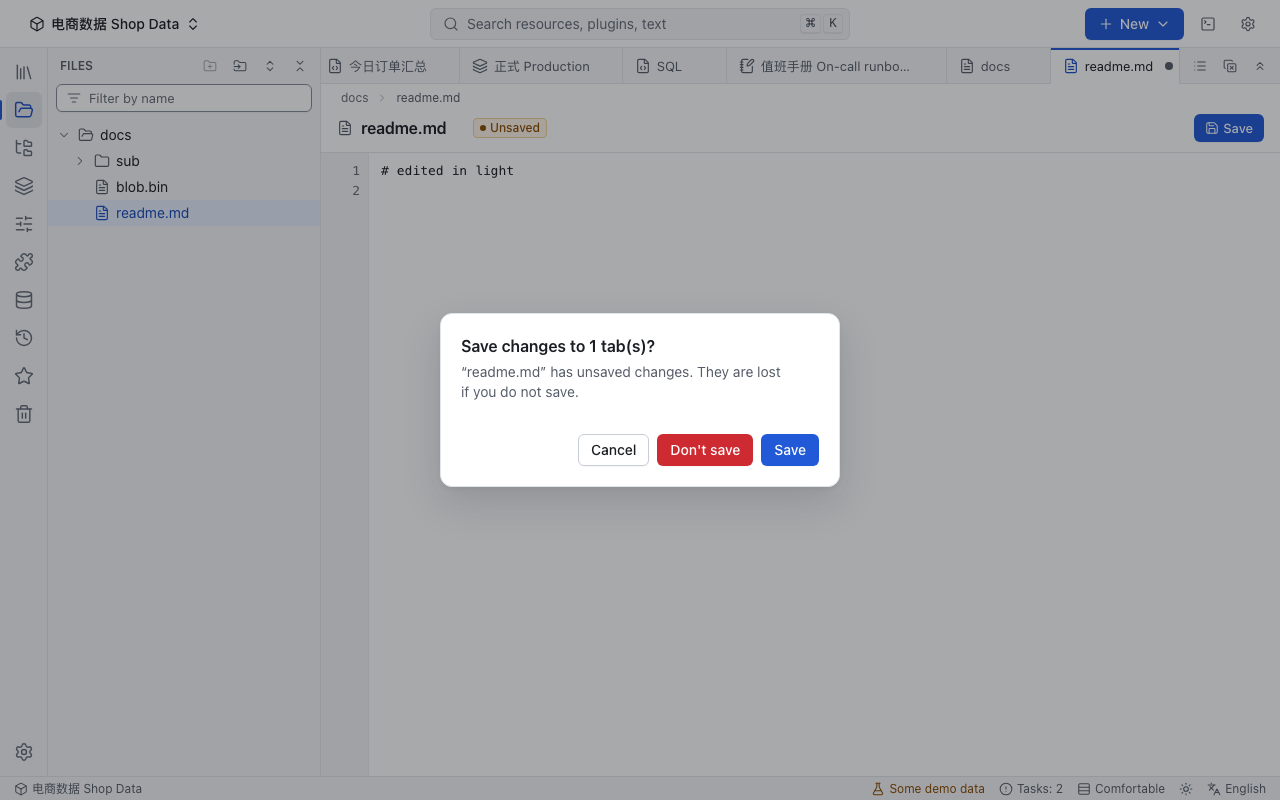 电商数据 Shop Data
Search resources, plugins, text
⌘ K
New
FILES
Filter by name
docs
sub
blob.bin
readme.md
今日订单汇总
正式 Production
SQL
值班手册 On-call runbo...
docs
readme.md
docs
readme.md
readme.md
Unsaved
Save
1 # edited in light
2
Save changes to 1 tab(s)?
“readme.md” has unsaved changes. They are lost
if you do not save.
Cancel
Don't save
Save
电商数据 Shop Data
Some demo data
Tasks: 2
Comfortable
English